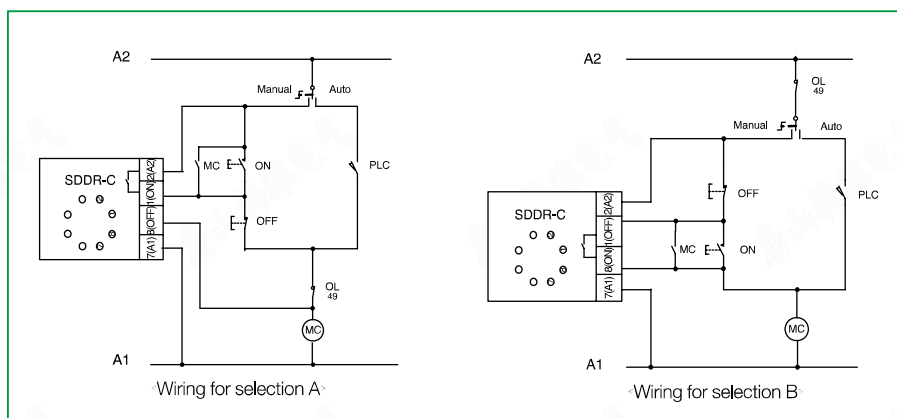 A2
Manual
Auto
SDDR-C
2(A2)
1(ON)
8(OFF)
7(A1)
MC
ON
OFF
PLC
OL
49
MC
A1
<Wiring for selection A>
A2
OL
49
Manual
Auto
SDDR-C
2(A2)
1(OFF)
8(ON)
7(A1)
OFF
MC
ON
PLC
MC
A1
<Wiring for selection B>